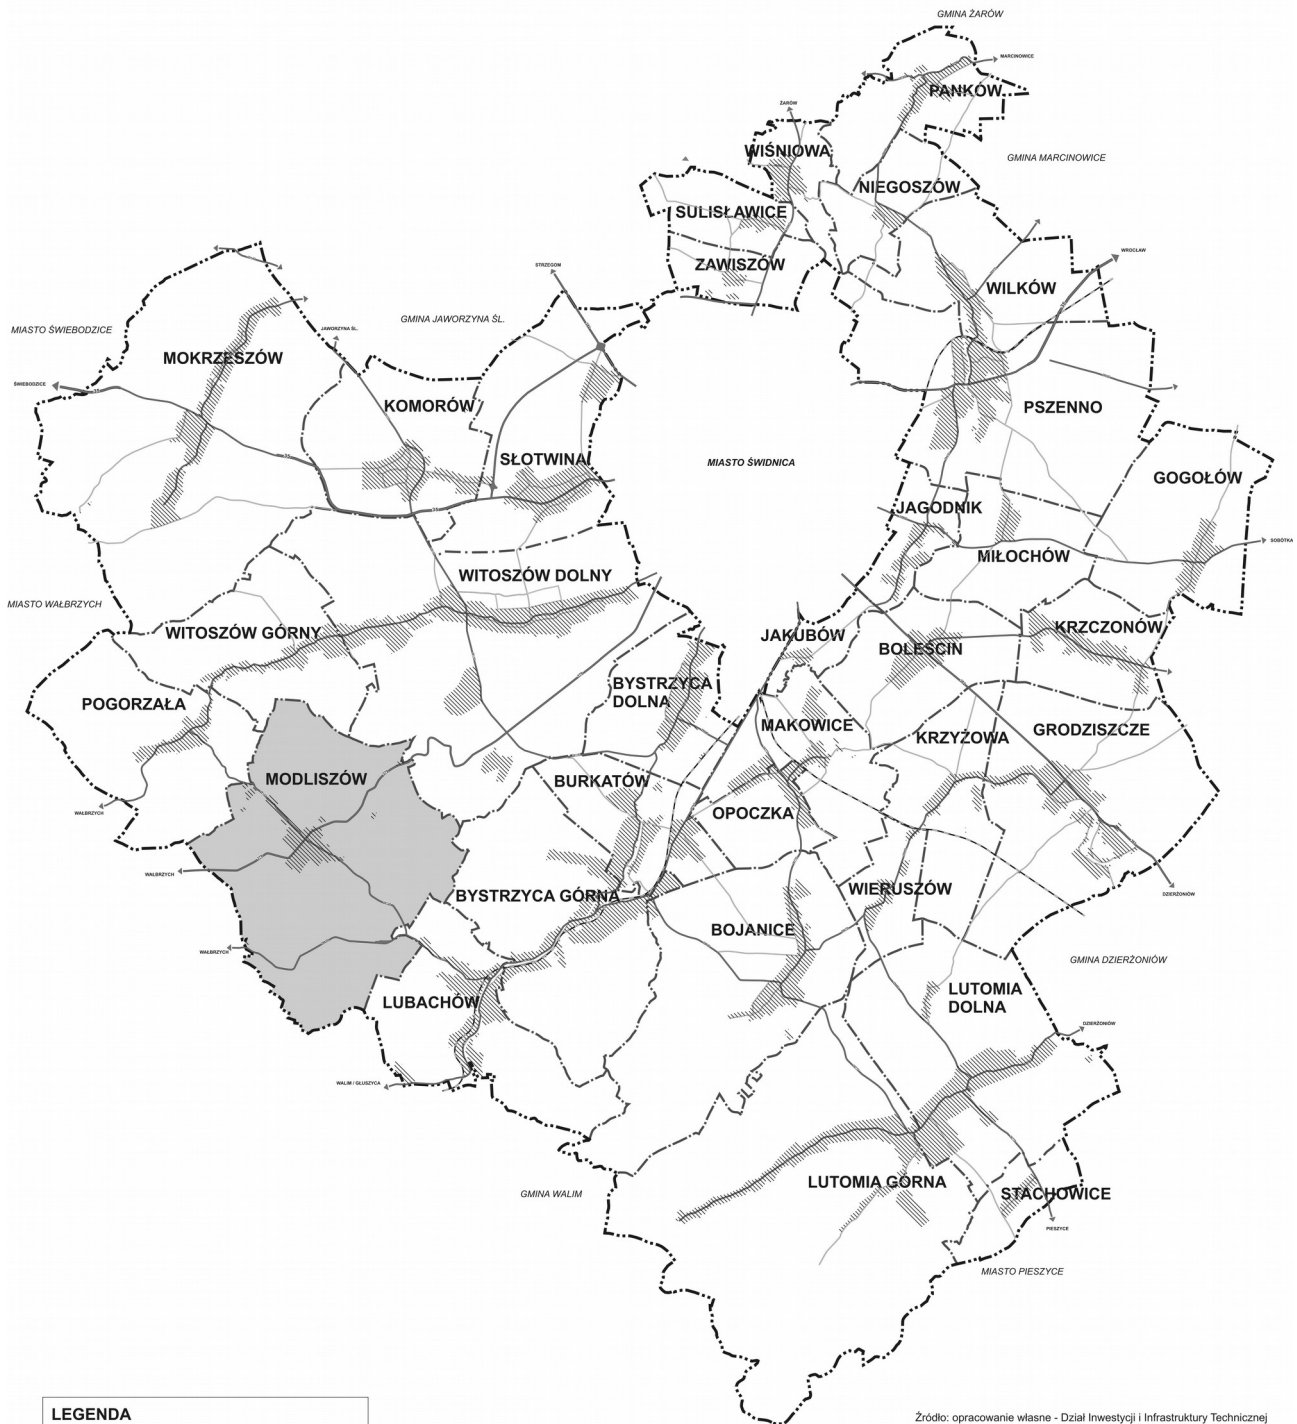 GMINA ŻARÓW
MARCINOWICE
PANKÓW
ŻARÓW
WIŚNIOWA
GMINA MARCINOWICE
NIEGOSZÓW
SULISŁAWICE
ZAWISZÓW
WROCŁAW
STRZEGOM
WILKÓW
GMINA JAWORZYNA ŚL.
MIASTO ŚWIEBODZICE
JAWORZYNA ŚL.
MOKRZESZÓW
ŚWIEBODZICE
KOMORÓW
PSZENNO
SŁOTWINA
MIASTO ŚWIDNICA
GOGOŁÓW
JAGODNIK
SOBÓTKA
MIŁOCHÓW
WITOSZÓW DOLNY
MIASTO WAŁBRZYCH
WITOSZÓW GÓRNY
JAKUBÓW
KRZCZONÓW
BOLEŚCIN
BYSTRZYCA
DOLNA
POGORZAŁA
MAKOWICE
GRODZISZCZE
KRZYŻOWA
MODLISZÓW
BURKATÓW
WAŁBRZYCH
OPOCZKA
WAŁBRZYCH
WIERUSZÓW
DZIERŻONIÓW
BYSTRZYCA GÓRNA
BOJANICE
WAŁBRZYCH
GMINA DZIERŻONIÓW
LUTOMIA
DOLNA
LUBACHÓW
DZIERŻONIÓW
WALIM / GŁUSZYCA
LUTOMIA GÓRNA
STACHOWICE
GMINA WALIM
PIESZYCE
MIASTO PIESZYCE
LEGENDA
Źródło: opracowanie własne - Dział Inwestycji i Infrastruktury Technicznej